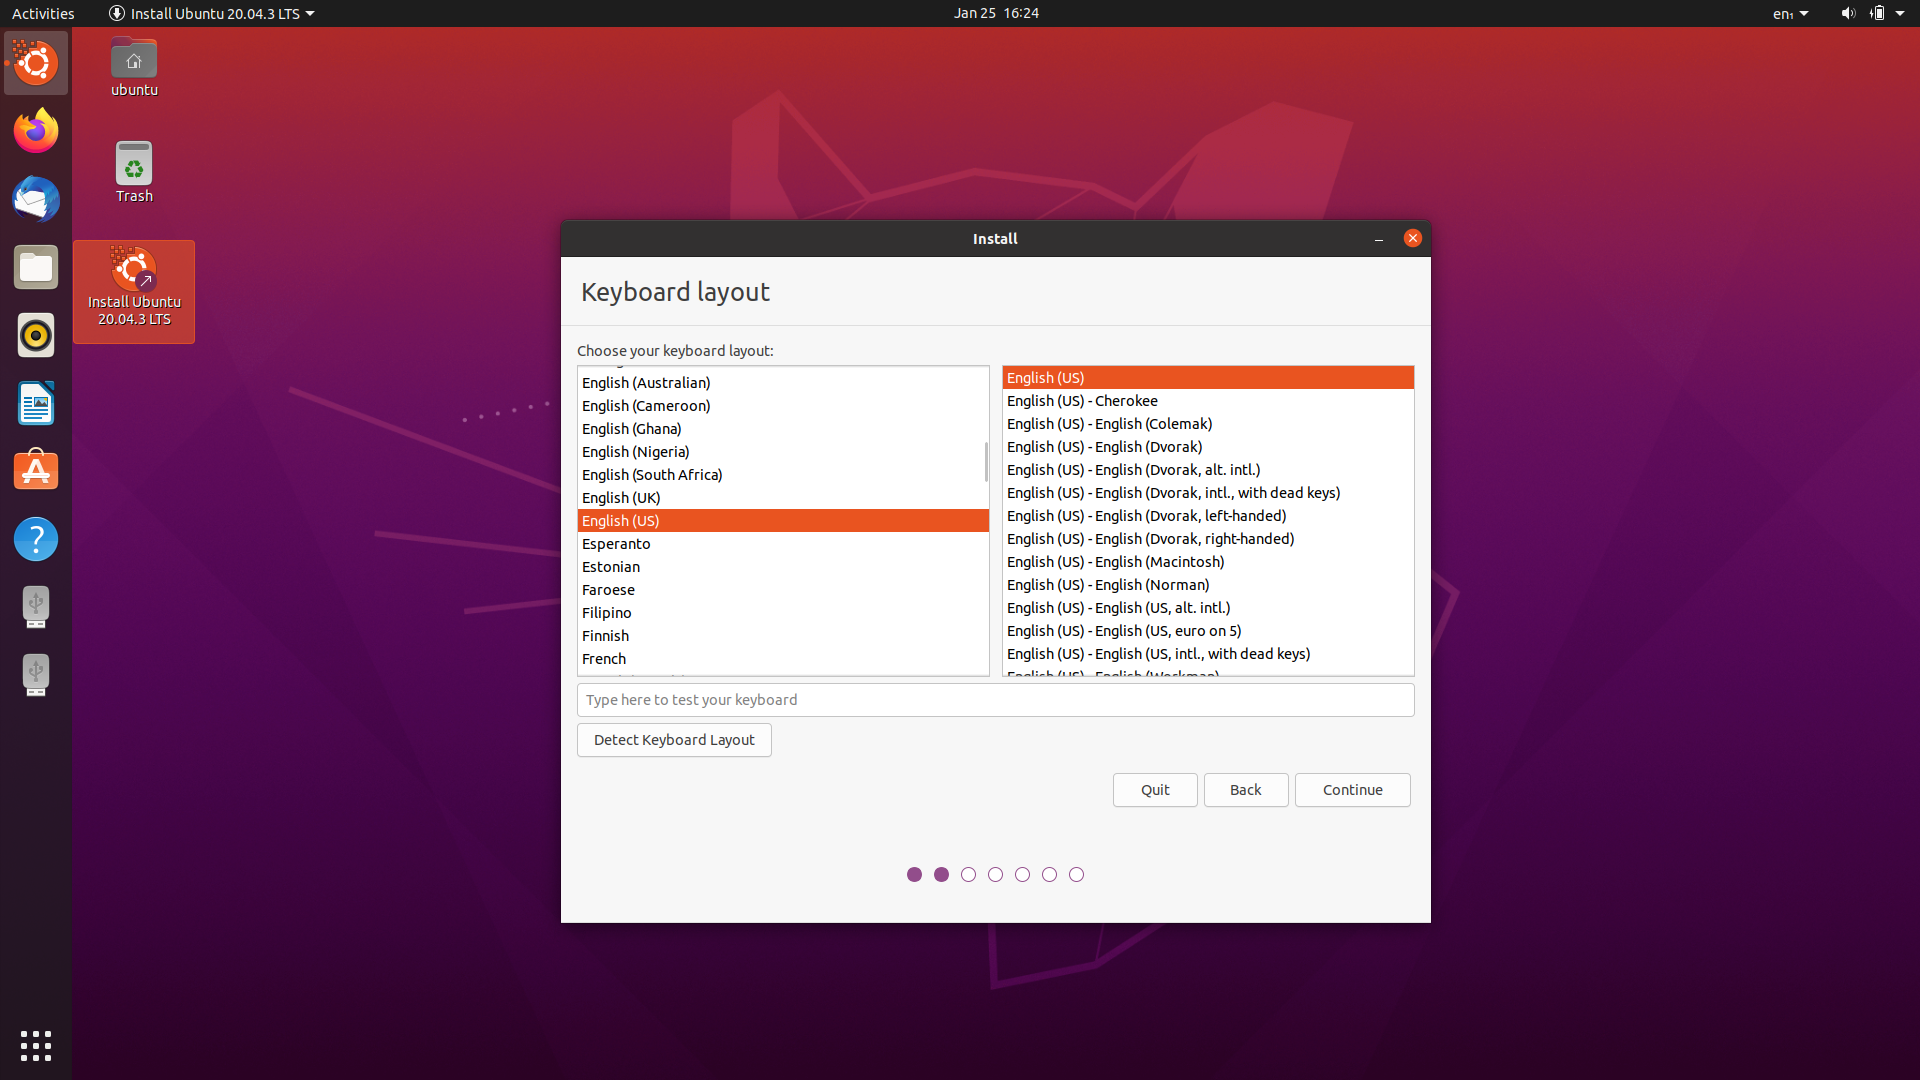 Activities
Install Ubuntu 20.04.3 LTS
Jan 25 16:24
en₁
ubuntu
Trash
Install Ubuntu
20.04.3 LTS
Install
Keyboard layout
Choose your keyboard layout:
English (Australian)
English (Cameroon)
English (Ghana)
English (Nigeria)
English (South Africa)
English (UK)
English (US)
Esperanto
Estonian
Faroese
Filipino
Finnish
French
English (US)
English (US) - Cherokee
English (US) - English (Colemak)
English (US) - English (Dvorak)
English (US) - English (Dvorak, alt. intl.)
English (US) - English (Dvorak, intl., with dead keys)
English (US) - English (Dvorak, left-handed)
English (US) - English (Dvorak, right-handed)
English (US) - English (Macintosh)
English (US) - English (Norman)
English (US) - English (US, alt. intl.)
English (US) - English (US, euro on 5)
English (US) - English (US, intl., with dead keys)
English (US) - English (Workman)
Type here to test your keyboard
Detect Keyboard Layout
Quit
Back
Continue